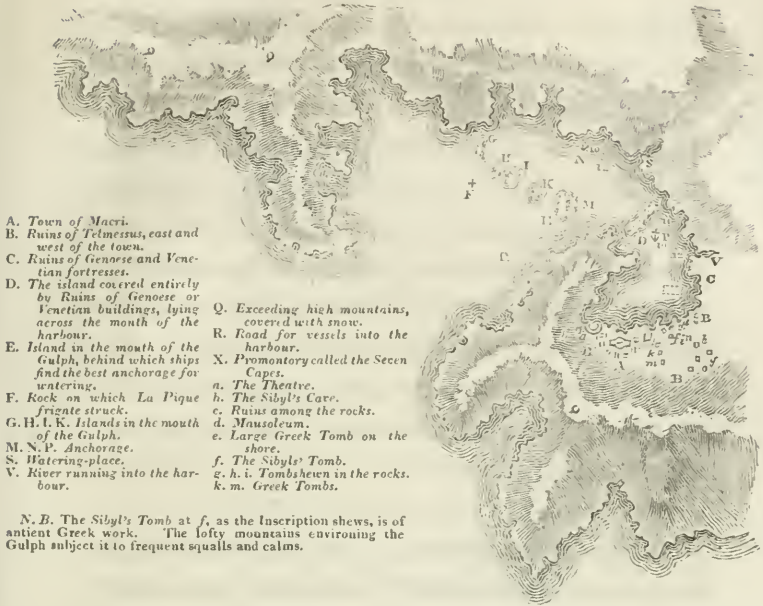 A. Town of Macri.
B. Ruins of Telmessus, east and
west of the town.
C. Ruins of Genoese and Vene-
tian fortresses.
D. The island covered entirely
by Ruins of Genoese or
Venetian buildings, lying
across the mouth of the
harbour.
E. Island in the mouth of the
Gulph, behind which ships
find the best anchorage for
watering.
F. Rock on which La Pique
frigate struck.
G. H. I. K. Islands in the mouth
of the Gulph.
M. N. P. Anchorage.
S. Watering-place.
V. River running into the har-
bour.
Q. Exceeding high mountains,
covered with snow.
R. Road for vessels into the
harbour.
X. Promontory called the Seven
Capes.
a. The Theatre.
b. The Sibyl's Cave.
c. Ruins among the rocks.
d. Mausoleum.
e. Large Greek Tomb on the
shore.
f. The Sibyls' Tomb.
g. h. i. Tombs hewn in the rocks.
k. m. Greek Tombs.
N. B. The Sibyl's Tomb at f, as the Inscription shews, is of
antient Greek work. The lofty mountains environing the
Gulph subject it to frequent squalls and calms.
G
H
I
F
K
M
A
S
D
P
V
C
B
B